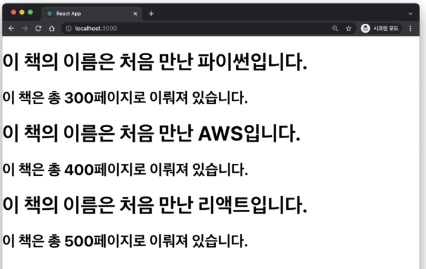 React App
localhost:3000
시크릿 모드
이 책의 이름은 처음 만난 파이썬입니다.
이 책은 총 300페이지로 이뤄져 있습니다.
이 책의 이름은 처음 만난 AWS입니다.
이 책은 총 400페이지로 이뤄져 있습니다.
이 책의 이름은 처음 만난 리액트입니다.
이 책은 총 500페이지로 이뤄져 있습니다.